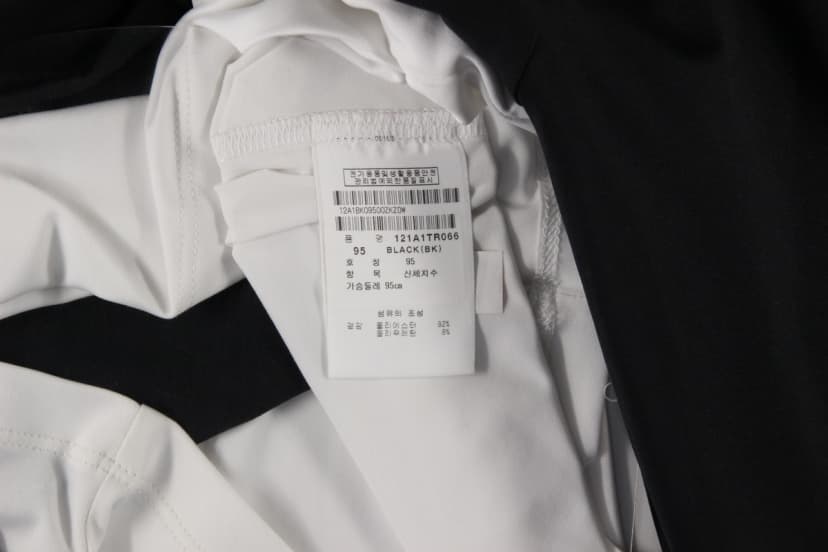 전기용품및생활용품안전
관리법에의한품질표시
12A1BK09500ZKZOW
품 명 121A1TR066
95 BLACK(BK)
호 칭 95
항 목 신체치수
가슴둘레 95cm
섬유의 조성
겉감 폴리에스터 92%
폴리우레탄 8%